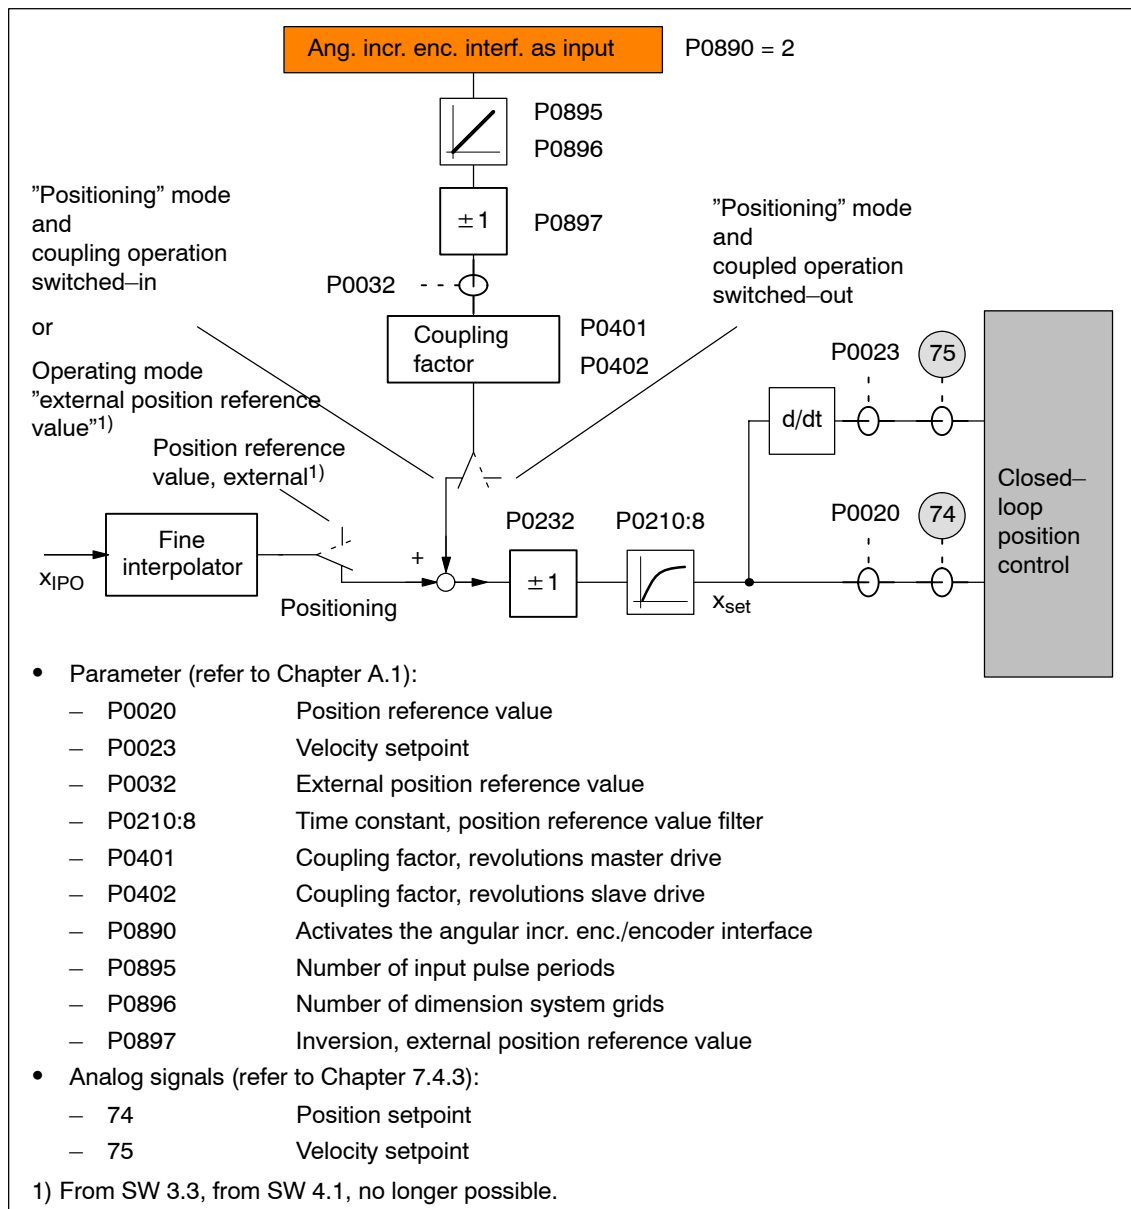 Ang. incr. enc. interf. as input
P0890 = 2
P0895
P0896
±1
P0897
P0032
Coupling
factor
P0401
P0402
”Positioning” mode
and
coupling operation
switched–in
or
Operating mode
”external position reference
value”1)
”Positioning” mode
and
coupled operation
switched–out
Position reference
value, external1)
xIPO
Fine
interpolator
Positioning
+
P0232
±1
P0210:8
xset
d/dt
P0023
75
P0020
74
Closed–
loop
position
control
• Parameter (refer to Chapter A.1):
– P0020 Position reference value
– P0023 Velocity setpoint
– P0032 External position reference value
– P0210:8 Time constant, position reference value filter
– P0401 Coupling factor, revolutions master drive
– P0402 Coupling factor, revolutions slave drive
– P0890 Activates the angular incr. enc./encoder interface
– P0895 Number of input pulse periods
– P0896 Number of dimension system grids
– P0897 Inversion, external position reference value
• Analog signals (refer to Chapter 7.4.3):
– 74 Position setpoint
– 75 Velocity setpoint
1) From SW 3.3, from SW 4.1, no longer possible.